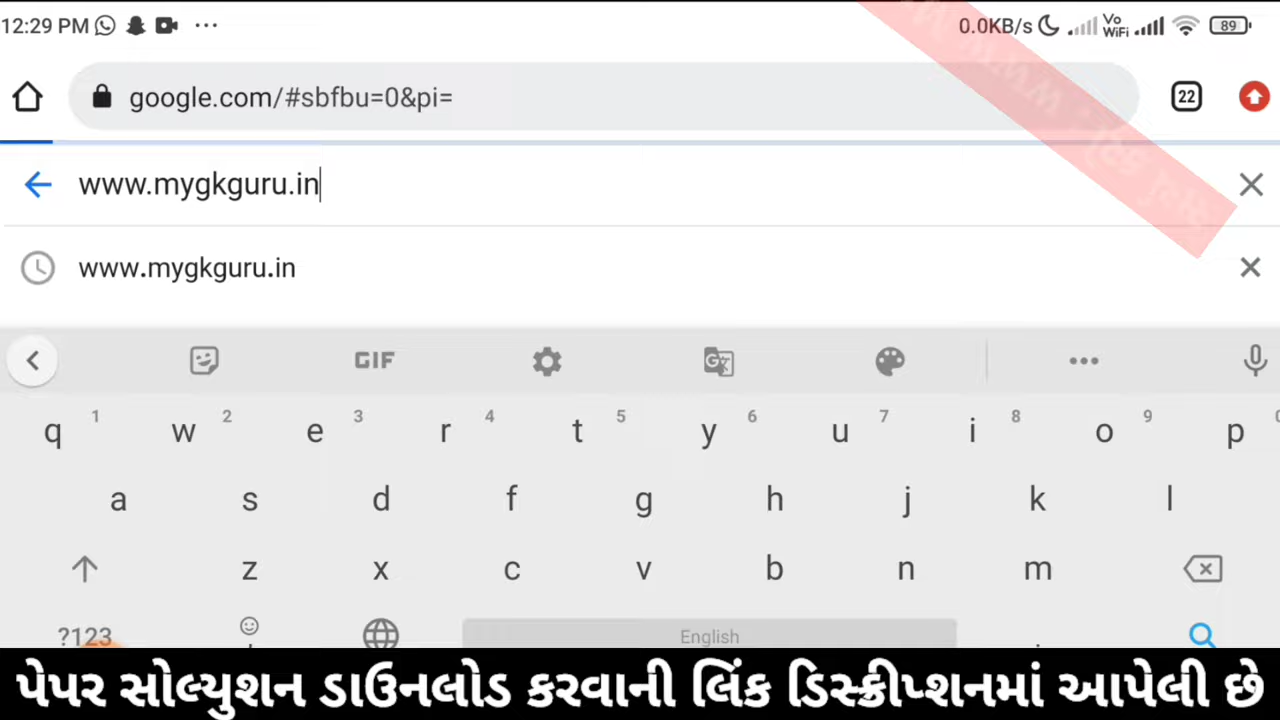 12:29 PM ...
0.0KB/s Vo WiFi 89
google.com/#sbfbu=0&pi=
22
www.mygkguru.in
www.mygkguru.in
GIF
q 1 w 2 e 3 r 4 t 5 y 6 u 7 i 8 o 9 p 0
a s d f g h j k l
z x c v b n m
?123 , English .
પેપર સોલ્યુશન ડાઉનલોડ કરવાની લિંક ડિસ્ક્રીપ્શનમાં આપેલી છે